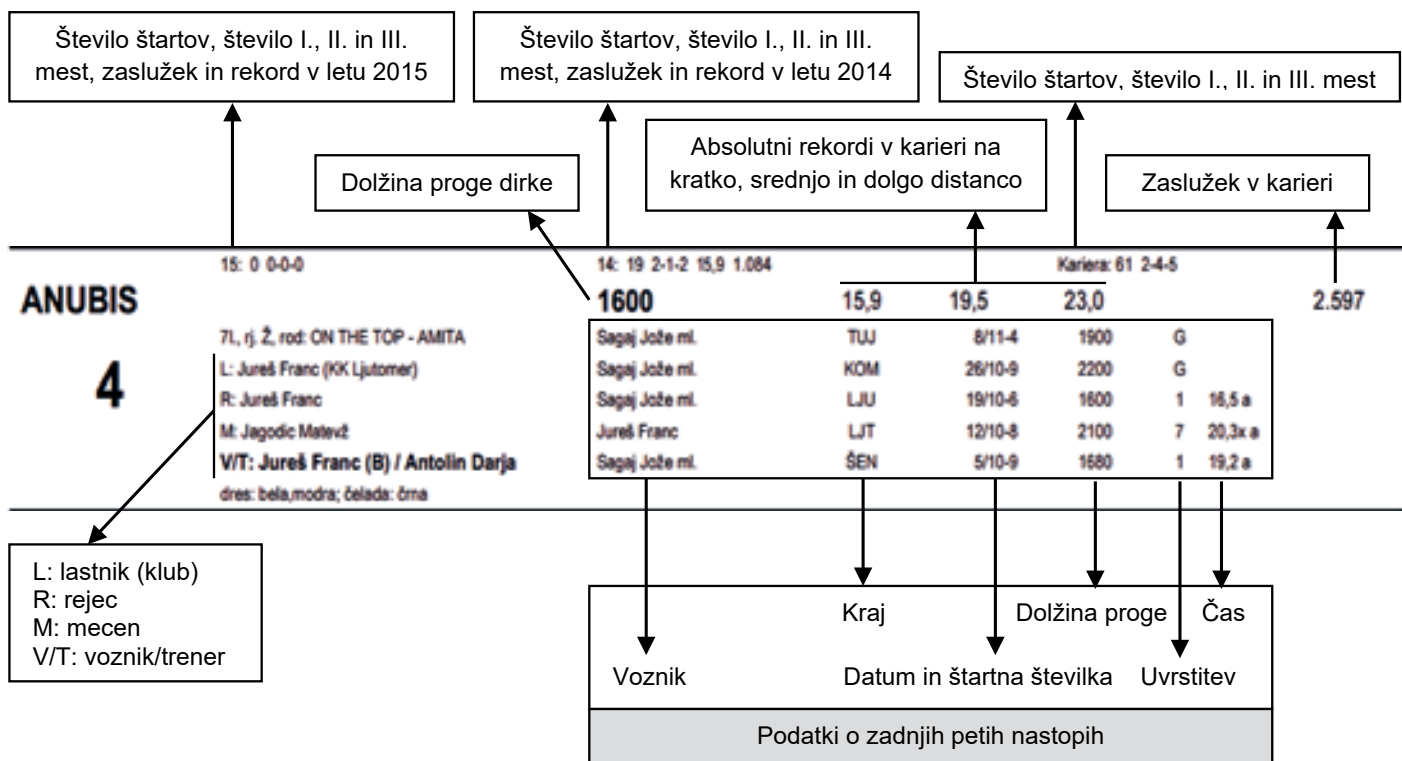 Število štartov, število I., II. in III.
mest, zaslužek in rekord v letu 2015
Število štartov, število I., II. in III.
mest, zaslužek in rekord v letu 2014
Število štartov, število I., II. in III. mest
Dolžina proge dirke
Absolutni rekordi v karieri na
kratko, srednjo in dolgo distanco
Zaslužek v karieri
15: 0 0-0-0 14: 19 2-1-2 15,9 1.084 Kariera: 61 2-4-5
ANUBIS 1600 15,9 19,5 23,0 2.597
7L, rj. Ž, rod: ON THE TOP - AMITA Sagaj Jože ml. TUJ 8/11-4 1900 G
4
L: Jureš Franc (KK Ljutomer) Sagaj Jože ml. KOM 26/10-9 2200 G
R: Jureš Franc Sagaj Jože ml. LJU 19/10-6 1600 1 16,5 a
M: Jagodic Matevž Jureš Franc LJT 12/10-8 2100 7 20,3x a
V/T: Jureš Franc (B) / Antolin Darja Sagaj Jože ml. ŠEN 5/10-9 1680 1 19,2 a
dres: bela,modra; čelada: črna
L: lastnik (klub)
R: rejec
M: mecen
V/T: voznik/trener
Kraj Dolžina proge Čas
Voznik Datum in štartna številka Uvrstitev
Podatki o zadnjih petih nastopih